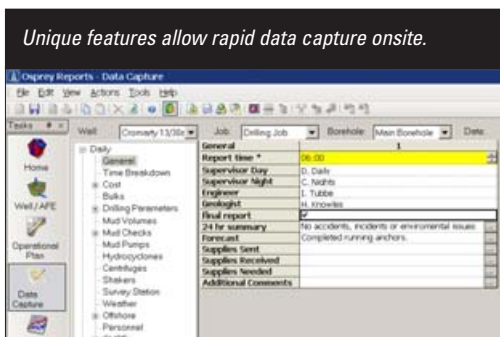 Unique features allow rapid data capture onsite.
Osprey Reports - Data Capture
File Edit View Actions Tools Help
Tasks
Well Cromarty 13/30z Job: Drilling Job Borehole Main Borehole Date:
Home
Well / AFE
Operational Plan
Data Capture
Daily
General
Time Breakdown
Cost
Bulks
Drilling Parameters
Mud Volumes
Mud Checks
Mud Pumps
Hydrocyclones
Centrifuges
Shakers
Survey Station
Weather
Offshore
Personnel
General 1
Report time * 06:00
Supervisor Day D. Daily
Supervisor Night C. Nights
Engineer I. Tubbe
Geologist H. Knowles
Final report
24 hr summary No accidents, incidents or enviromental issues
Forecast Completed running anchors.
Supplies Sent
Supplies Received
Supplies Needed
Additional Comments